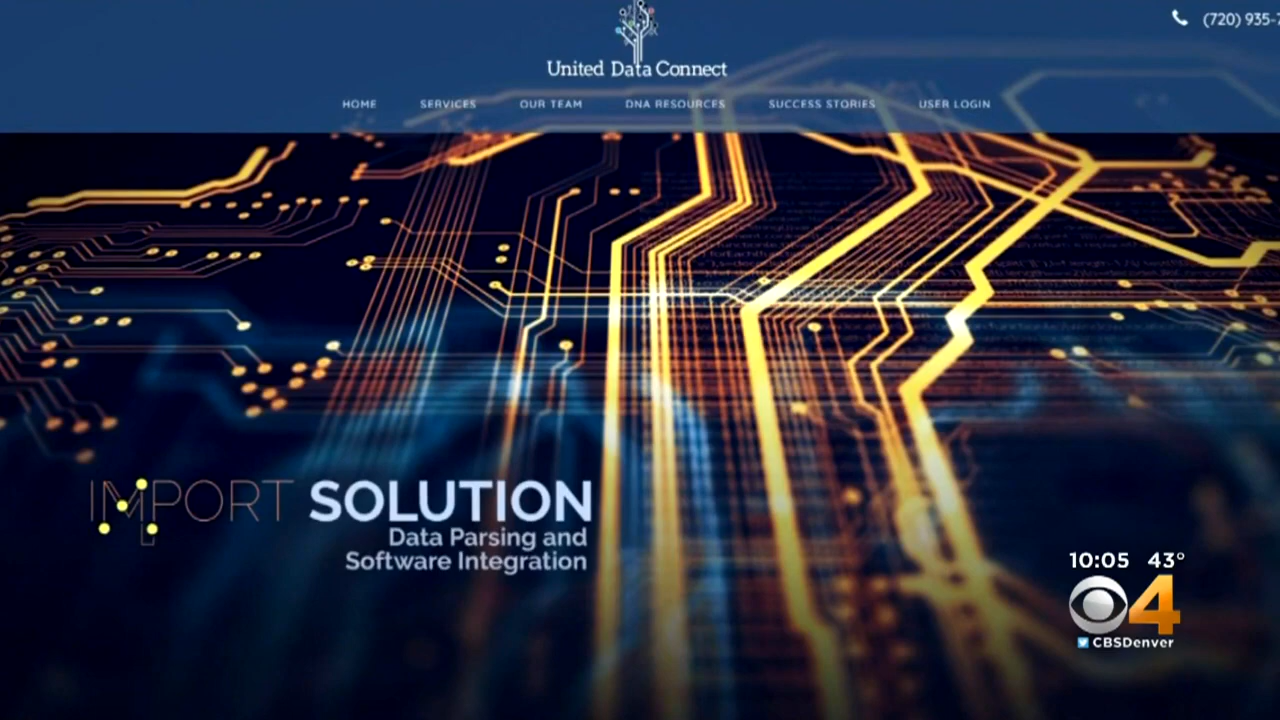 (720) 935-
United Data Connect
HOME SERVICES OUR TEAM DNA RESOURCES SUCCESS STORIES USER LOGIN
IMPORT SOLUTION
Data Parsing and
Software Integration
10:05 43°
4
CBSDenver